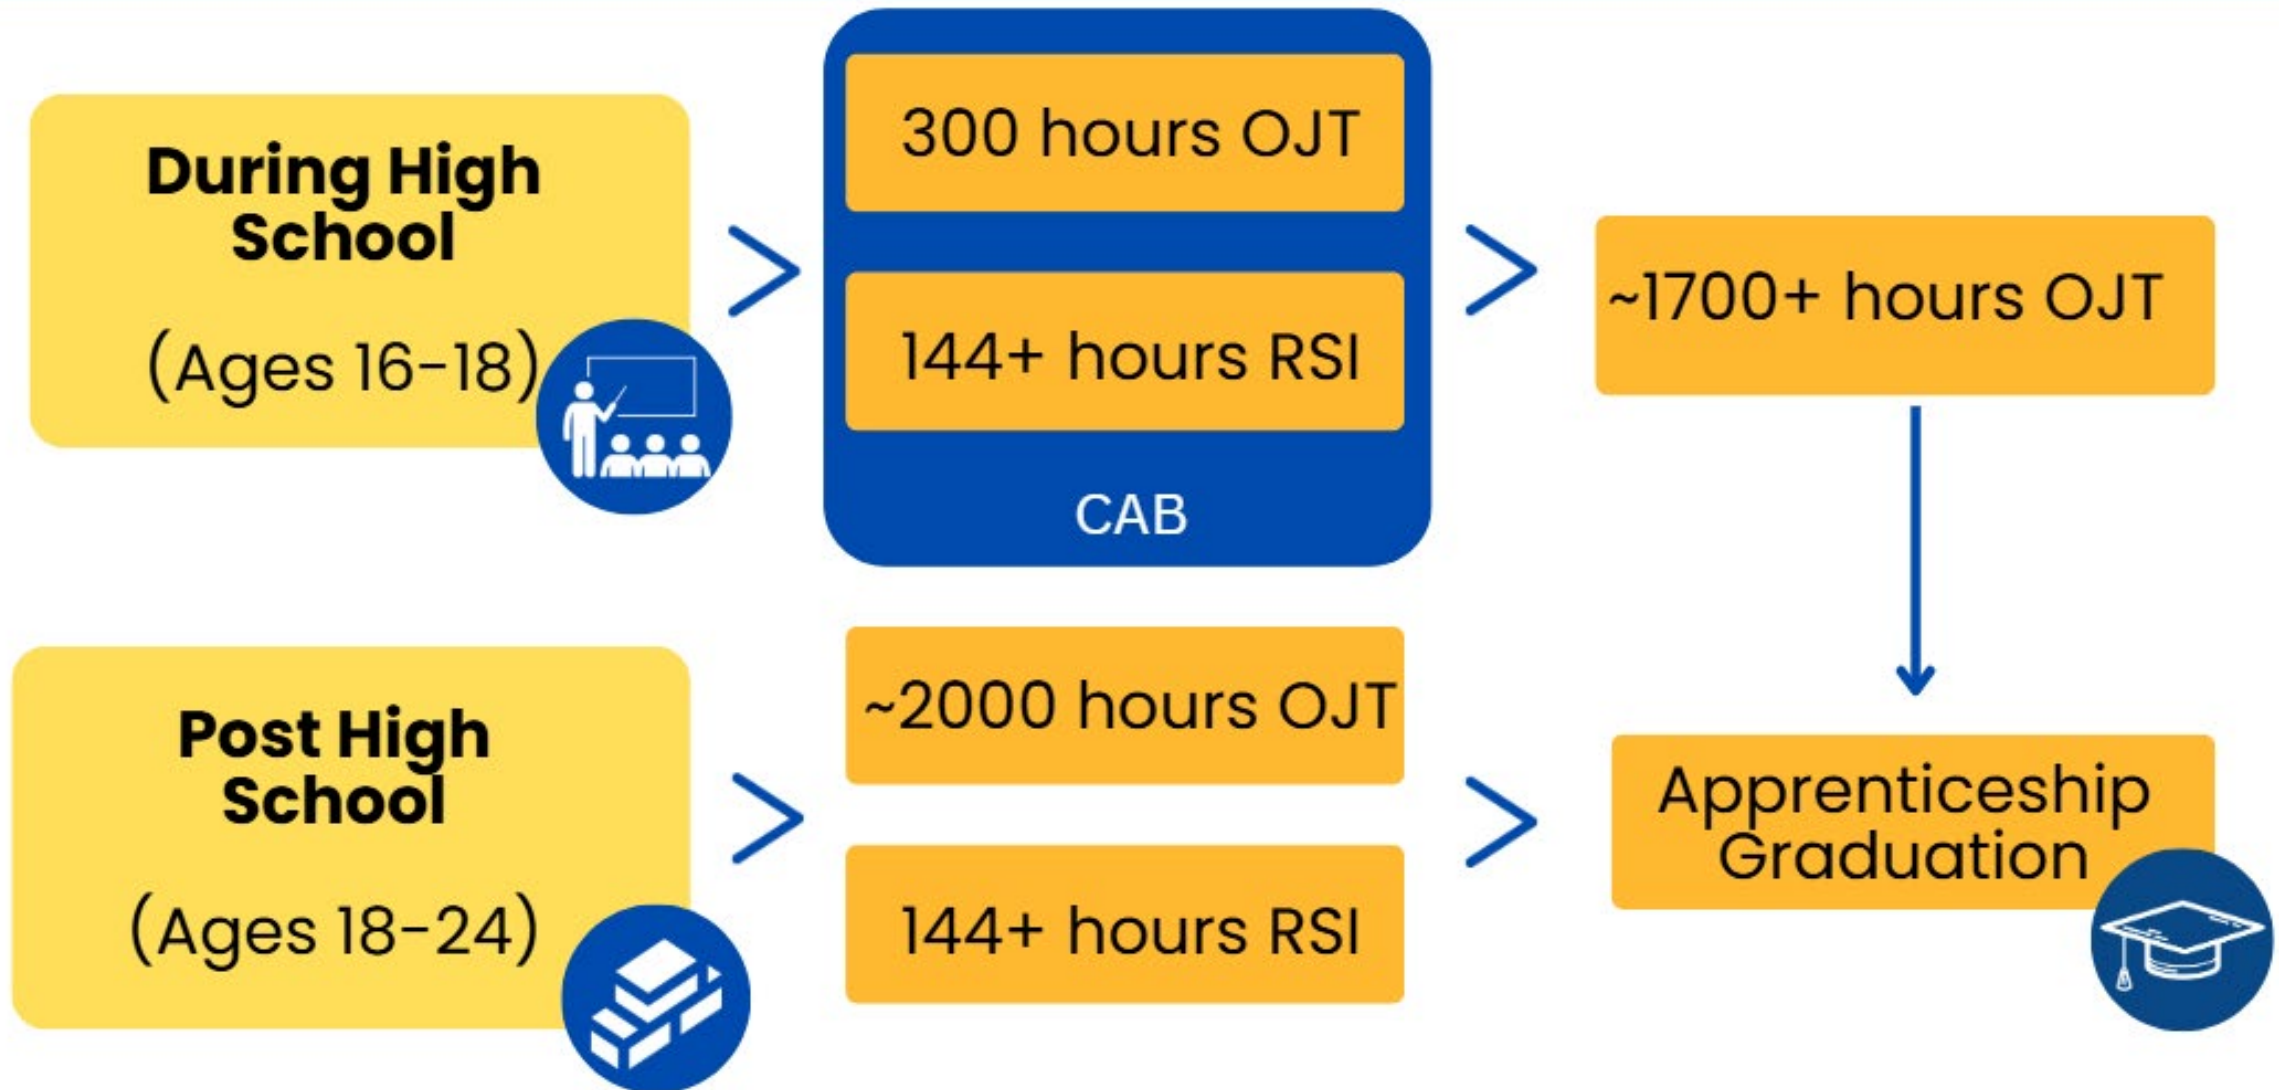 During High
School
(Ages 16-18)
300 hours OJT
144+ hours RSI
CAB
~1700+ hours OJT
Post High
School
(Ages 18-24)
~2000 hours OJT
144+ hours RSI
Apprenticeship
Graduation